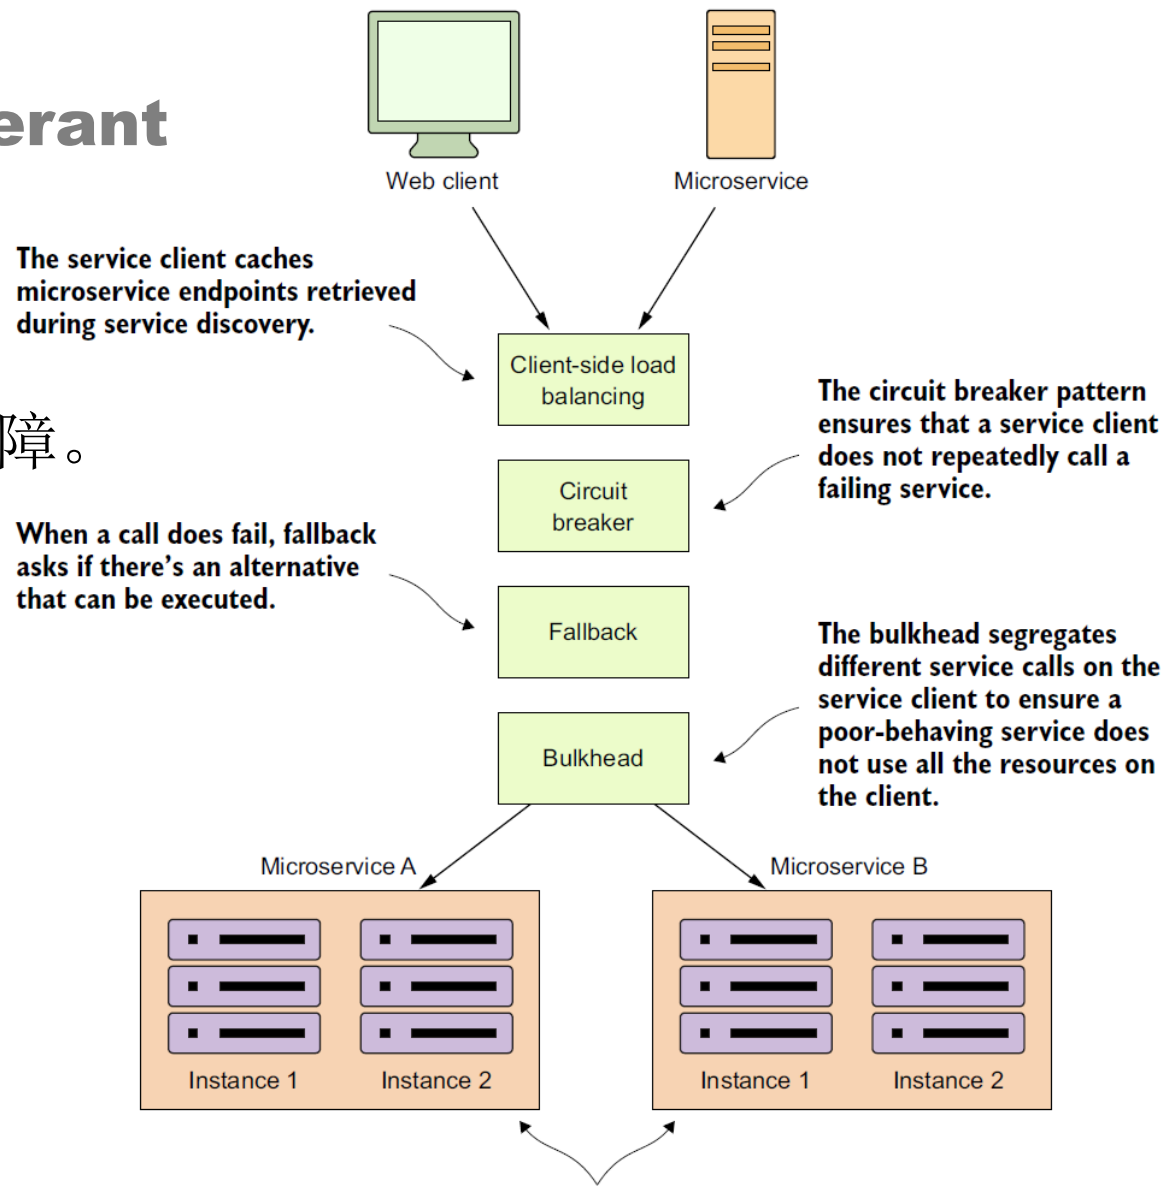 erant
Web client
Microservice
The service client caches
microservice endpoints retrieved
during service discovery.
Client-side load
balancing
The circuit breaker pattern
ensures that a service client
does not repeatedly call a
failing service.
障。
Circuit
breaker
When a call does fail, fallback
asks if there's an alternative
that can be executed.
Fallback
The bulkhead segregates
different service calls on the
service client to ensure a
poor-behaving service does
not use all the resources on
the client.
Bulkhead
Microservice A
Microservice B
Instance 1
Instance 2
Instance 1
Instance 2